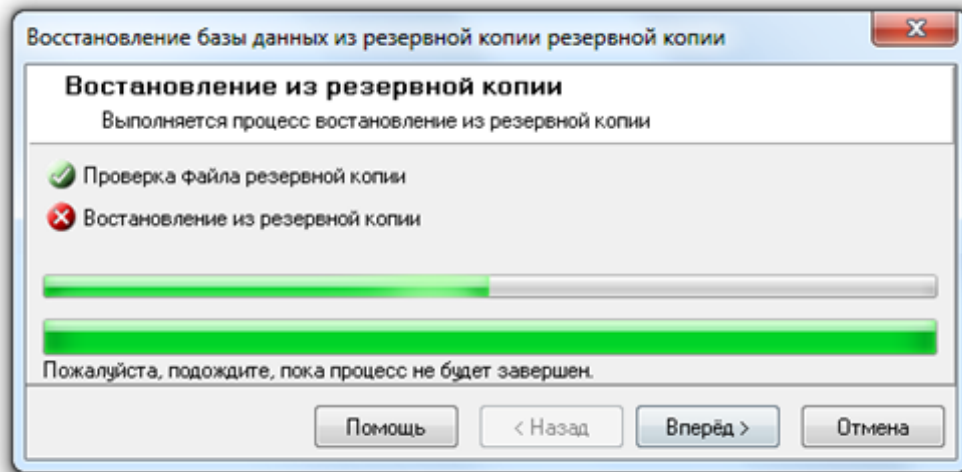 Восстановление базы данных из резервной копии резервной копии
Востановление из резервной копии
Выполняется процесс востановление из резервной копии
Проверка файла резервной копии
Востановление из резервной копии
Пожалуйста, подождите, пока процесс не будет завершен.
Помощь < Назад Вперёд > Отмена